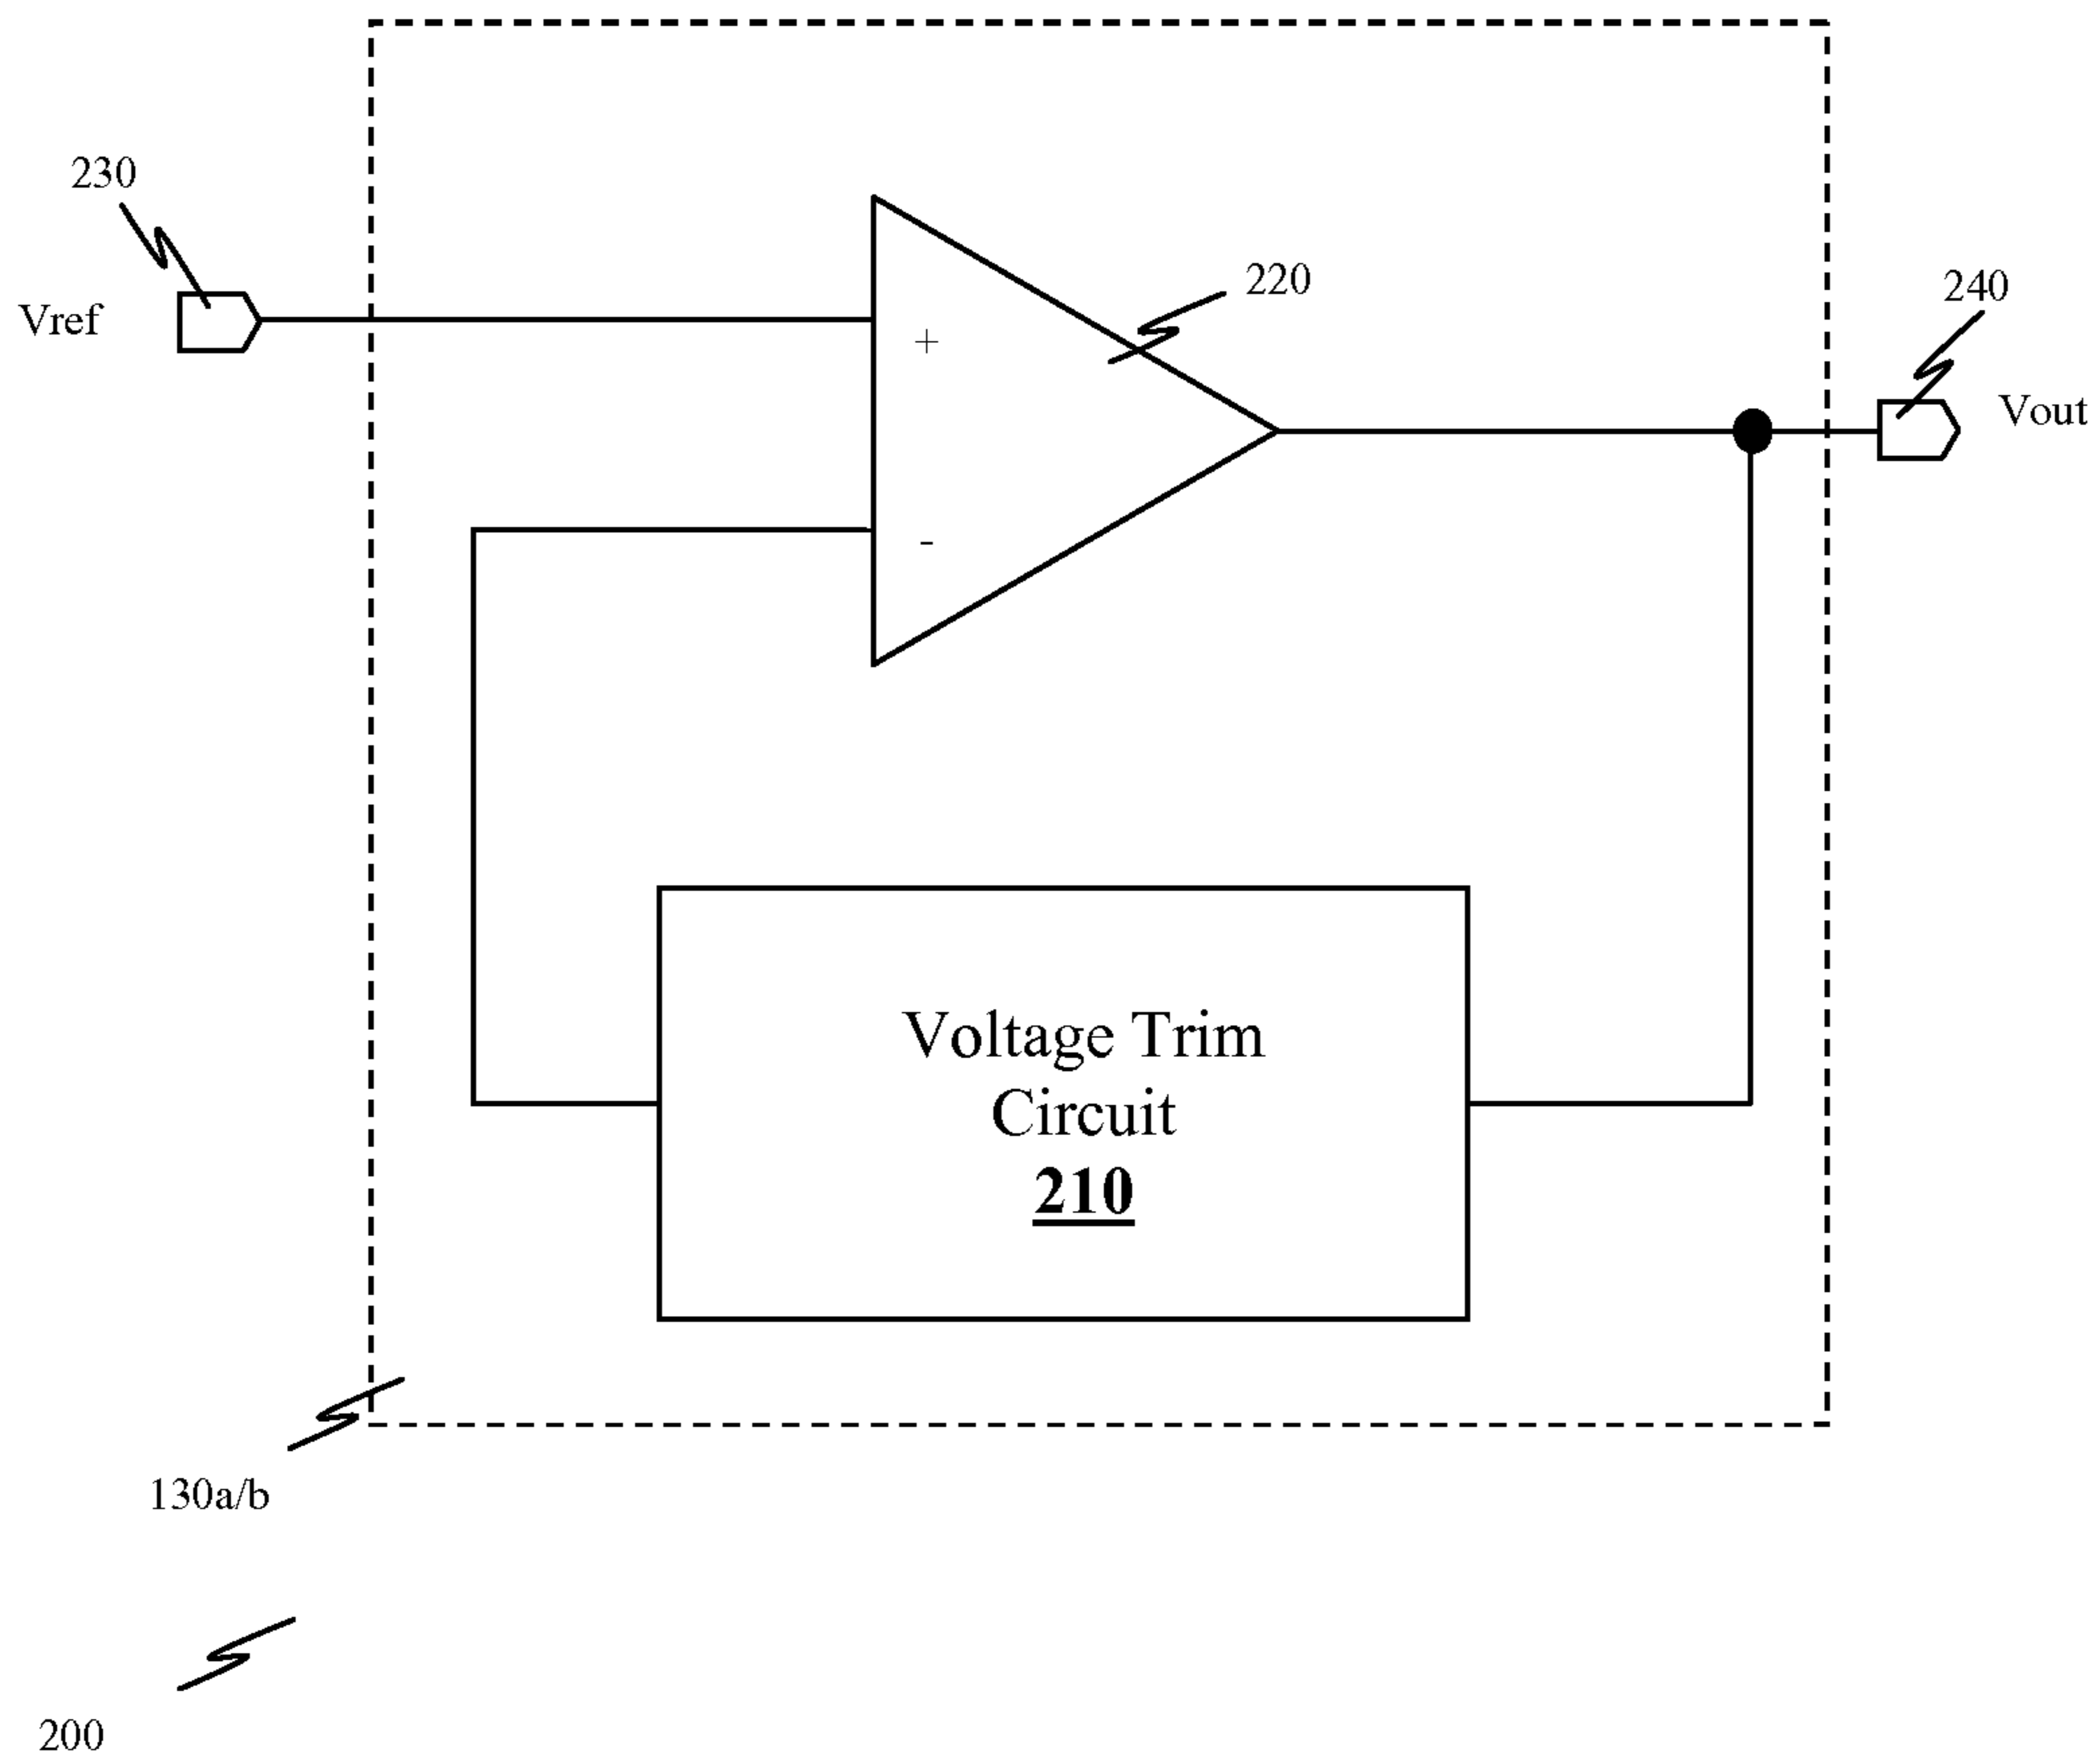 230
Vref
+
220
240
Vout
-
Voltage Trim
Circuit
210
130a/b
200